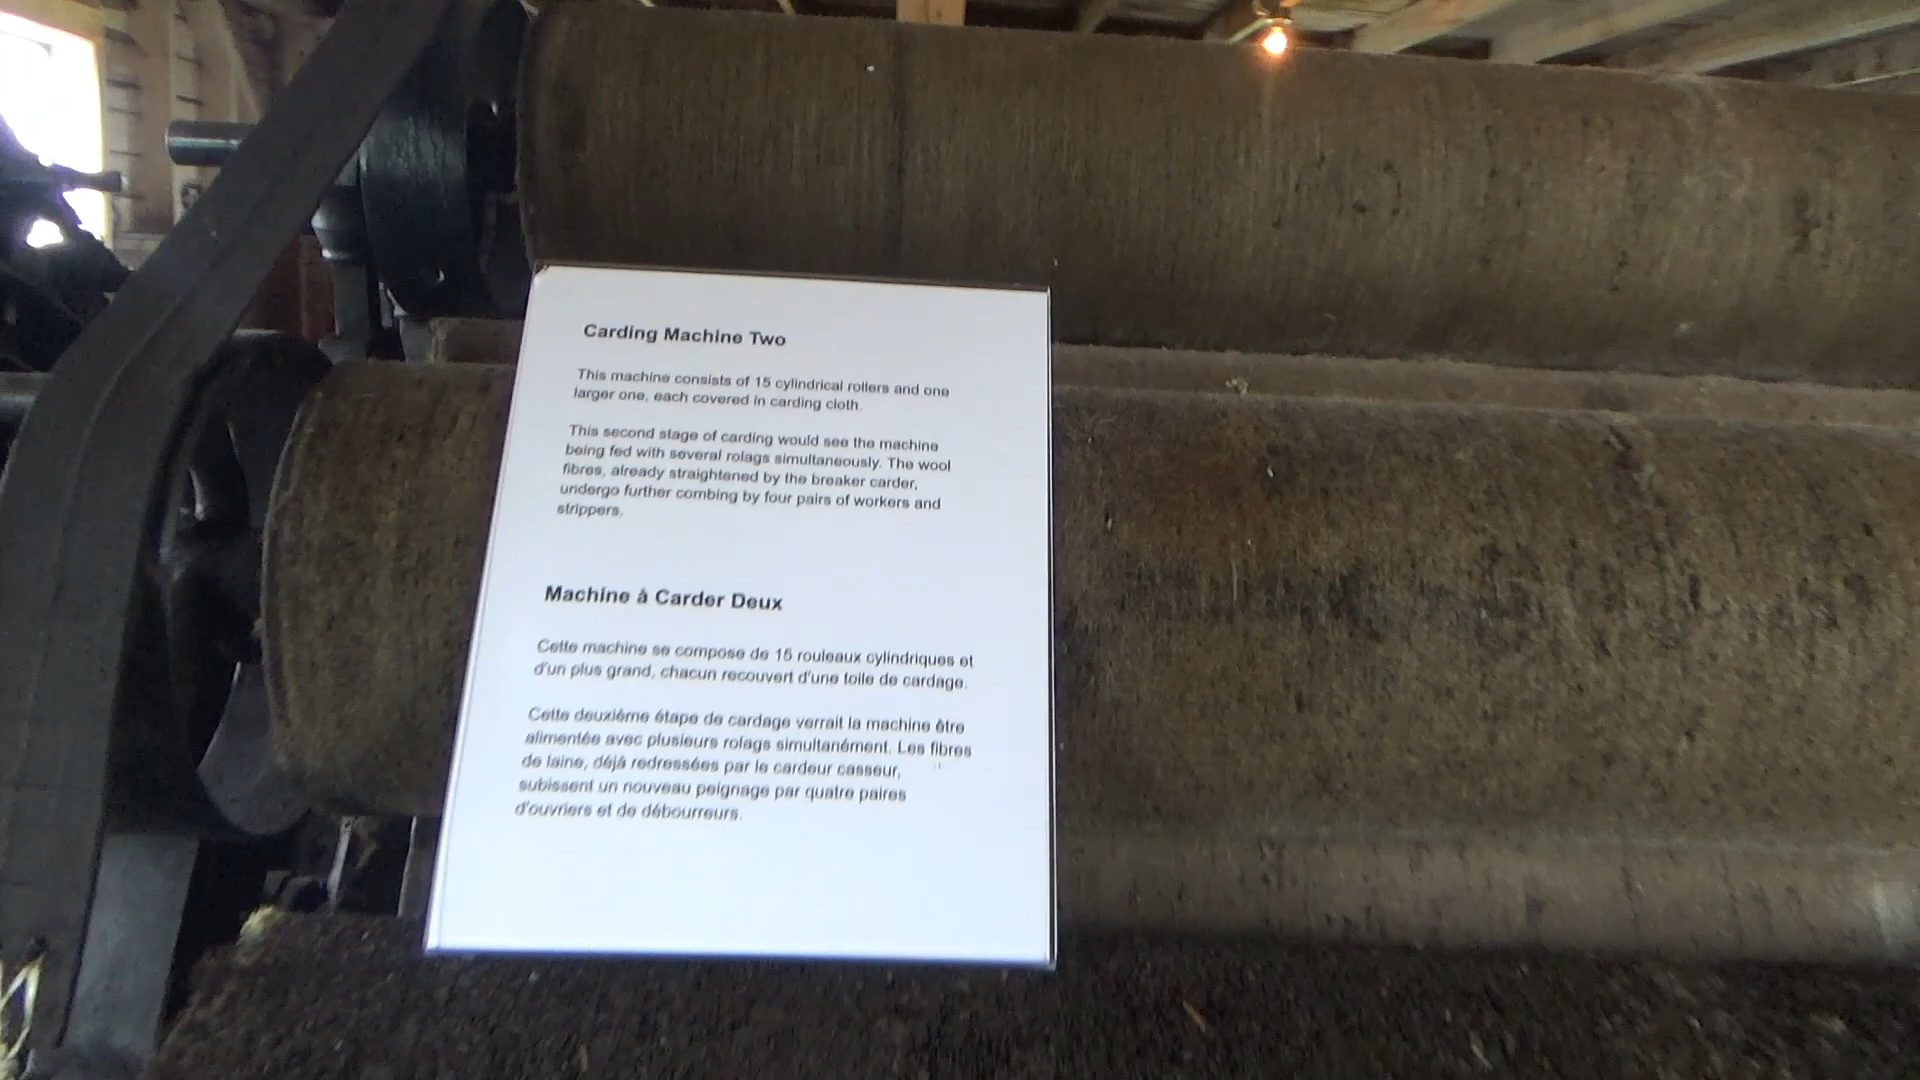 Carding Machine Two
This machine consists of 15 cylindrical rollers and one
larger one, each covered in carding cloth.
This second stage of carding would see the machine
being fed with several rolags simultaneously. The wool
fibres, already straightened by the breaker carder,
undergo further combing by four pairs of workers and
strippers.
Machine à Carder Deux
Cette machine se compose de 15 rouleaux cylindriques et
d'un plus grand, chacun recouvert d'une toile de cardage.
Cette deuxième étape de cardage verrait la machine être
alimentée avec plusieurs rolags simultanément. Les fibres
de laine, déjà redressées par le cardeur casseur,
subissent un nouveau peignage par quatre paires
d'ouvriers et de débourreurs.